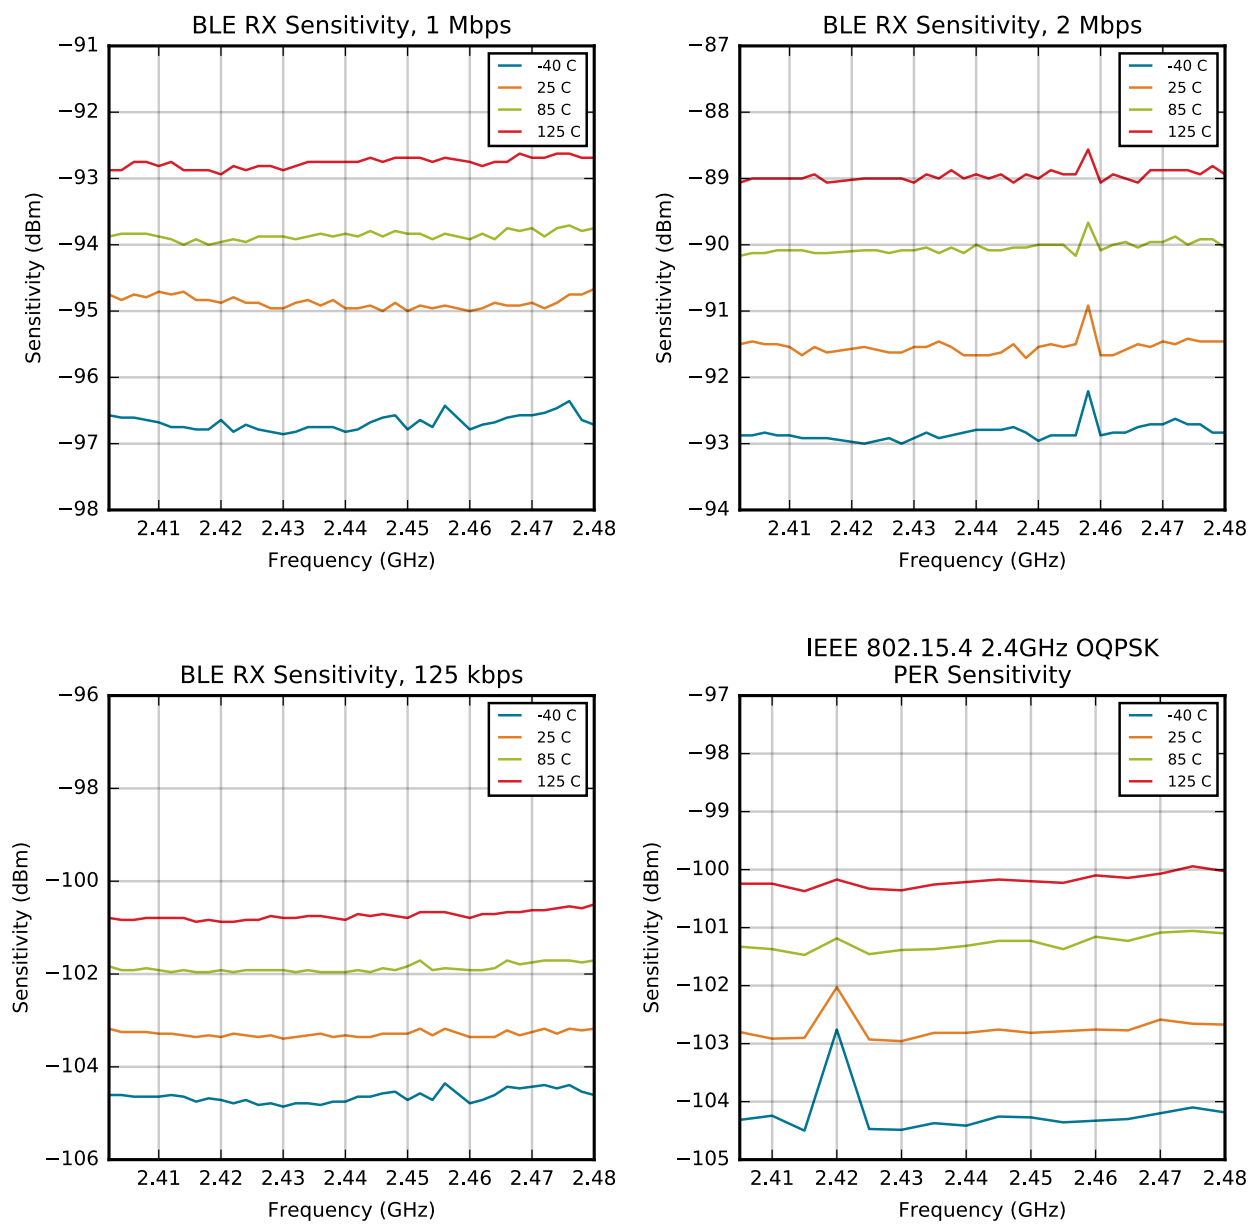 BLE RX Sensitivity, 1 Mbps
−91
−92
−93
−94
−95
−96
−97
−98
Sensitivity (dBm)
-40 C
25 C
85 C
125 C
2.41 2.42 2.43 2.44 2.45 2.46 2.47 2.48
Frequency (GHz)
BLE RX Sensitivity, 2 Mbps
−87
−88
−89
−90
−91
−92
−93
−94
Sensitivity (dBm)
-40 C
25 C
85 C
125 C
2.41 2.42 2.43 2.44 2.45 2.46 2.47 2.48
Frequency (GHz)
BLE RX Sensitivity, 125 kbps
−96
−98
−100
−102
−104
−106
Sensitivity (dBm)
-40 C
25 C
85 C
125 C
2.41 2.42 2.43 2.44 2.45 2.46 2.47 2.48
Frequency (GHz)
IEEE 802.15.4 2.4GHz OQPSK
PER Sensitivity
−97
−98
−99
−100
−101
−102
−103
−104
−105
Sensitivity (dBm)
-40 C
25 C
85 C
125 C
2.41 2.42 2.43 2.44 2.45 2.46 2.47 2.48
Frequency (GHz)